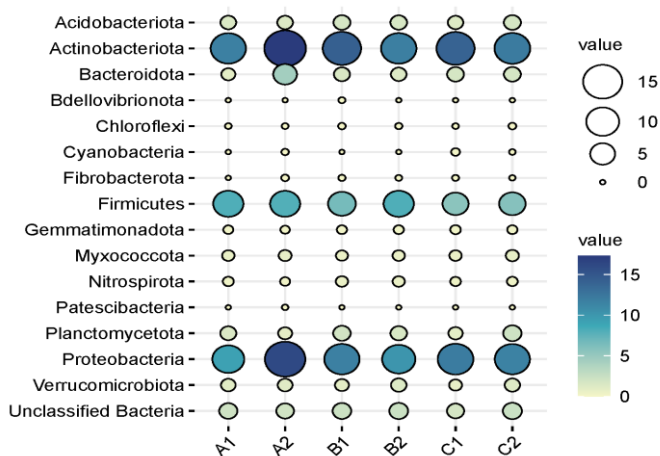 Acidobacteriota
Actinobacteriota
Bacteroidota
Bdellovibrionota
Chloroflexi
Cyanobacteria
Fibrobacterota
Firmicutes
Gemmatimonadota
Myxococcota
Nitrospirota
Patescibacteria
Planctomycetota
Proteobacteria
Verrucomicrobiota
Unclassified Bacteria
A1 A2 B1 B2 C1 C2
value
15
10
5
0
value
15
10
5
0